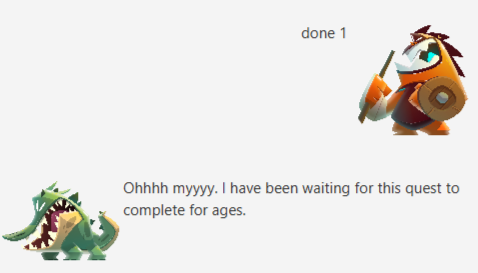 done 1
Ohhhh myyyy. I have been waiting for this quest to
complete for ages.